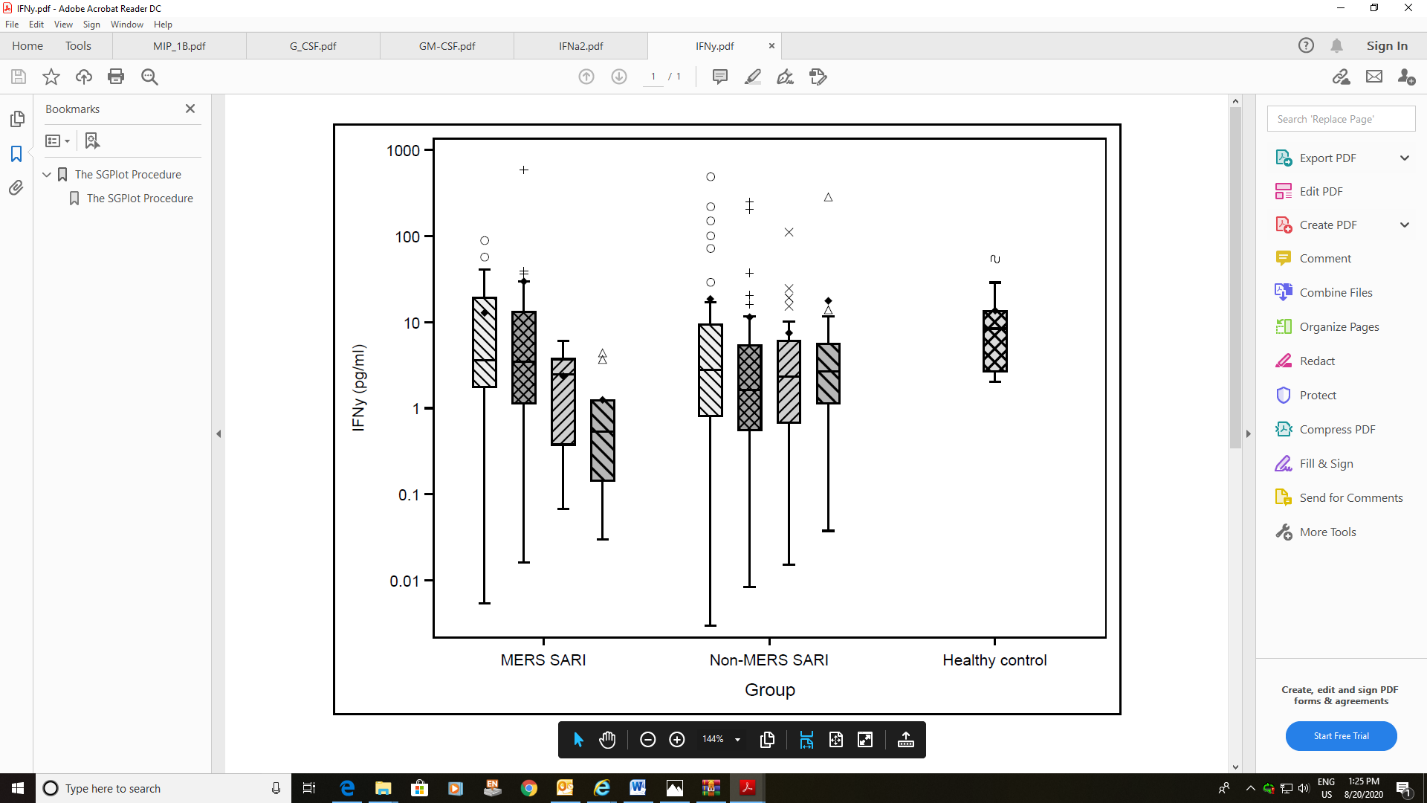 IFNy.pdf - Adobe Acrobat Reader DC
File Edit View Sign Window Help
Home Tools MIP_1B.pdf G_CSF.pdf GM-CSF.pdf IFNa2.pdf IFNy.pdf × Sign In
1 / 1
Bookmarks
The SGPlot Procedure
The SGPlot Procedure
1000
100
10
1
0.1
0.01
IFNy (pg/ml)
MERS SARI Non-MERS SARI Healthy control
Group
144%
Search 'Replace Page'
Export PDF
Edit PDF
Create PDF
Comment
Combine Files
Organize Pages
Redact
Protect
Compress PDF
Fill & Sign
Send for Comments
More Tools
Create, edit and sign PDF
forms & agreements
Start Free Trial
Type here to search
EN
ENG
US
1:25 PM
8/20/2020
1